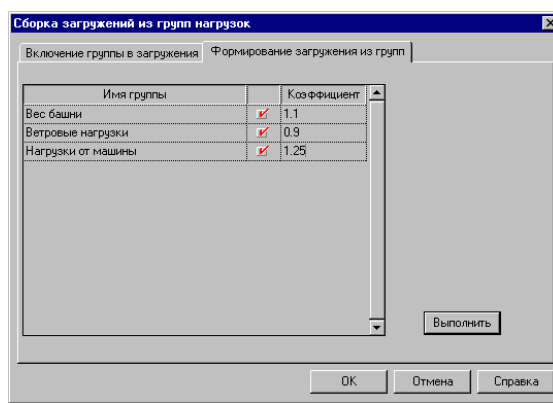 Сборка загружений из групп нагрузок
Включение группы в загружения Формирование загружения из групп
Имя группы Коэффициент
Вес башни 1.1
Ветровые нагрузки 0.9
Нагрузки от машины 1.25
Выполнить
OK Отмена Справка